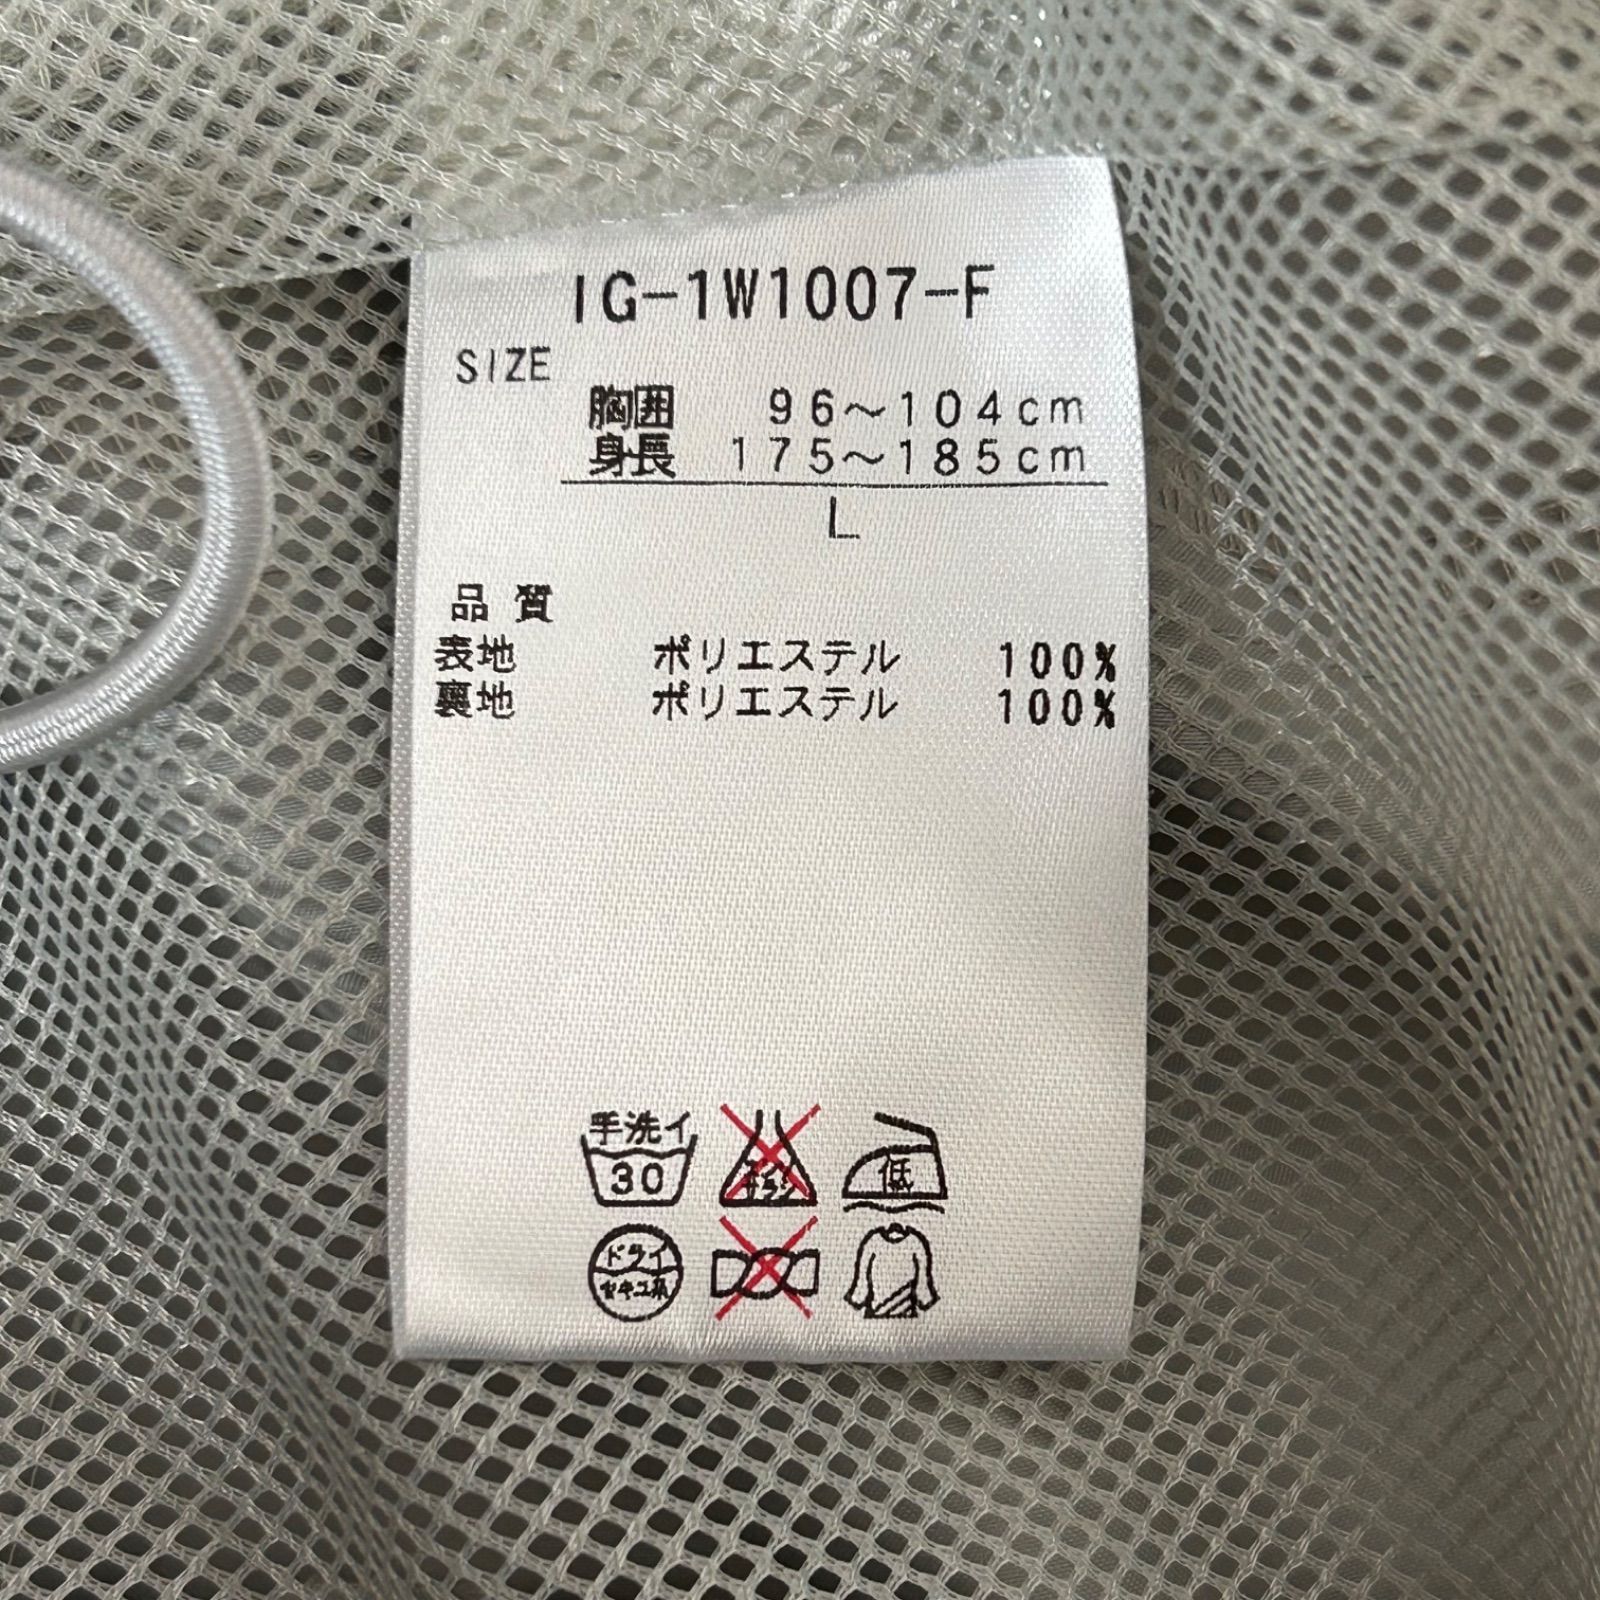 IG-1W1007-F
SIZE
胸囲 96～104cm
身長 175～185cm
L
品質
表地 ポリエステル 100%
裏地 ポリエステル 100%
手洗イ
30
低
ドライ
セキユ系